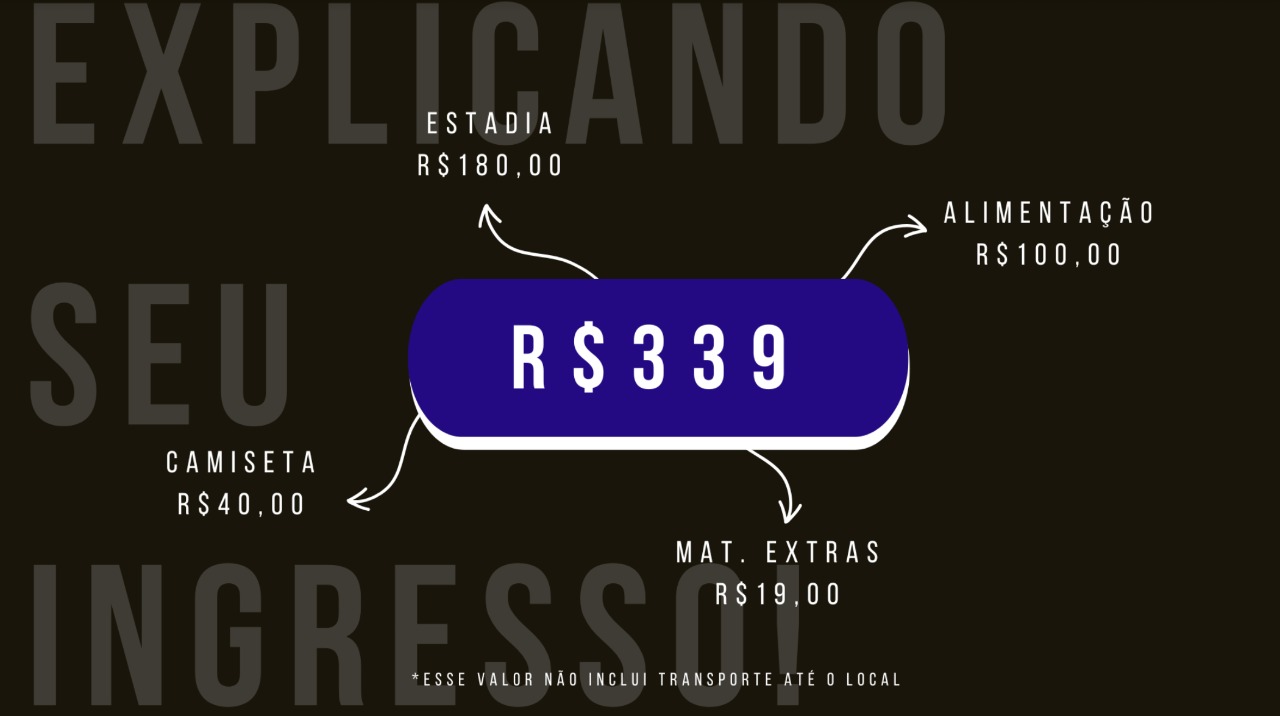 EXPLICANDO
ESTADIA
R$180,00
ALIMENTAÇÃO
R$100,00
SEU
R$339
CAMISETA
R$40,00
MAT. EXTRAS
R$19,00
INGRESSO!
*ESSE VALOR NÃO INCLUI TRANSPORTE ATÉ O LOCAL